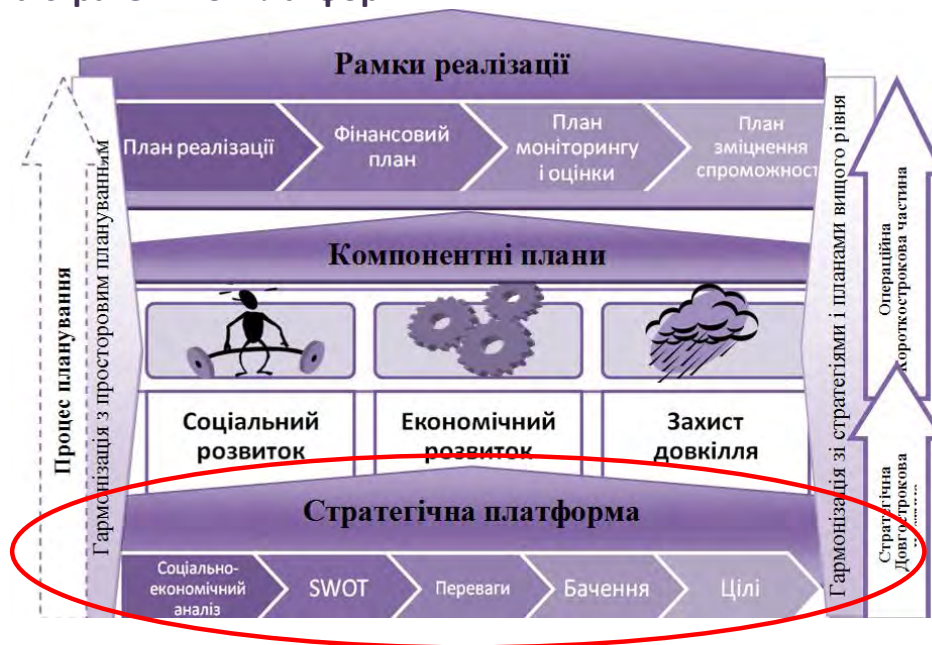 Рамки реалізації
План реалізації
Фінансовий
план
План
моніторингу
і оцінки
План
зміцнення
спроможност
Компонентні плани
Соціальний
розвиток
Економічний
розвиток
Захист
довкілля
Стратегічна платформа
Соціально-
економічний
аналіз
SWOT
Переваги
Бачення
Цілі
Процес планування
Гармонізація з просторовим плануванням
Гармонізація зі стратегіями і планами вищого рівня
Операційна
Короткострокова частина
Стратегічна
Довгострокова